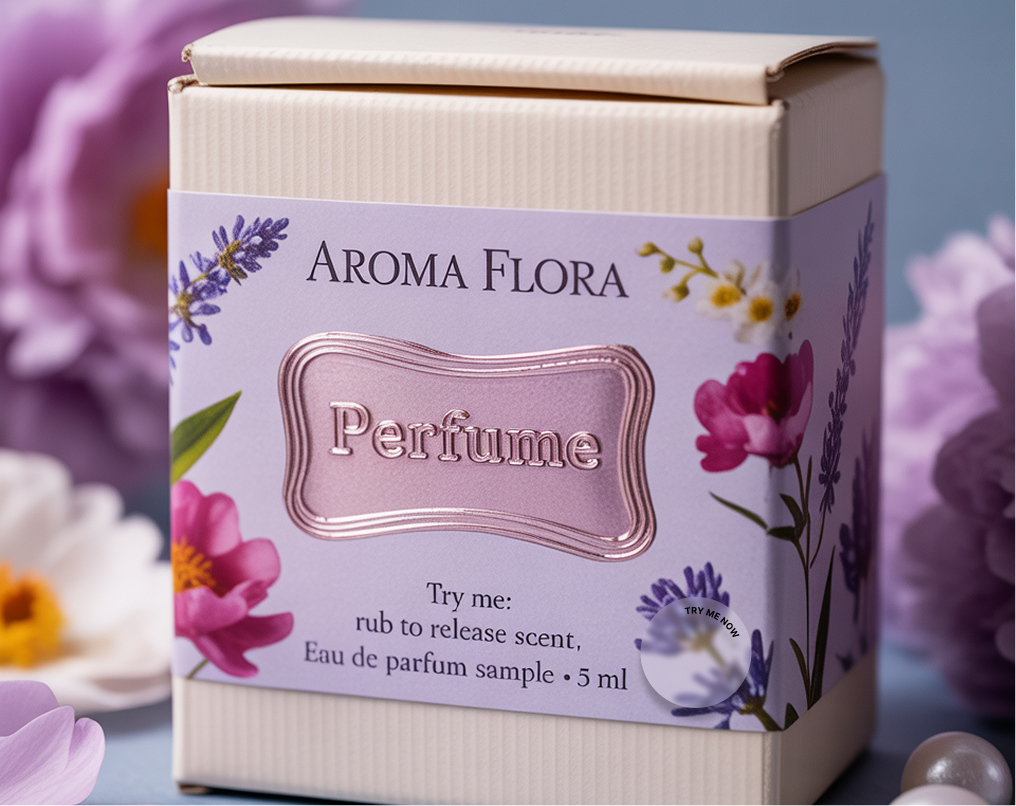 AROMA FLORA
Perfume
Try me:
rub to release scent,
Eau de parfum sample • 5 ml
TRY ME NOW